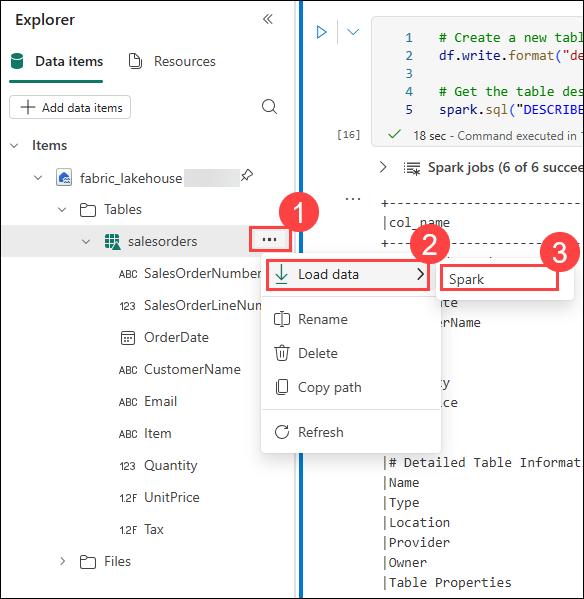 Explorer
Data items
Resources
Add data items
Items
fabric_lakehouse
Tables
salesorders
ABC SalesOrderNumber
123 SalesOrderLineNum
OrderDate
ABC CustomerName
ABC Email
ABC Item
123 Quantity
1.2F UnitPrice
1.2F Tax
Files
1
2
3
Load data
Spark
Rename
Delete
Copy path
Refresh
1 # Create a new tabl
2 df.write.format("de
3
4 # Get the table des
5 spark.sql("DESCRIBE
[16]
18 sec - Command executed in
Spark jobs (6 of 6 succee
...
+--------------------
|col_name
+--------------------
te
erName
ty
ice
|# Detailed Table Informat
|Name
|Type
|Location
|Provider
|Owner
|Table Properties